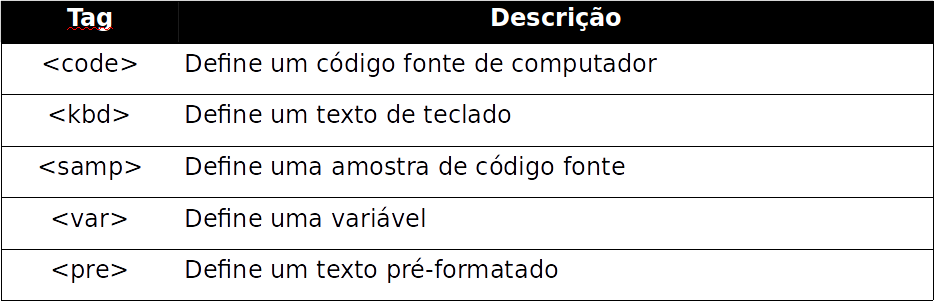 Tag Descrição
<code> Define um código fonte de computador
<kbd> Define um texto de teclado
<samp> Define uma amostra de código fonte
<var> Define uma variável
<pre> Define um texto pré-formatado